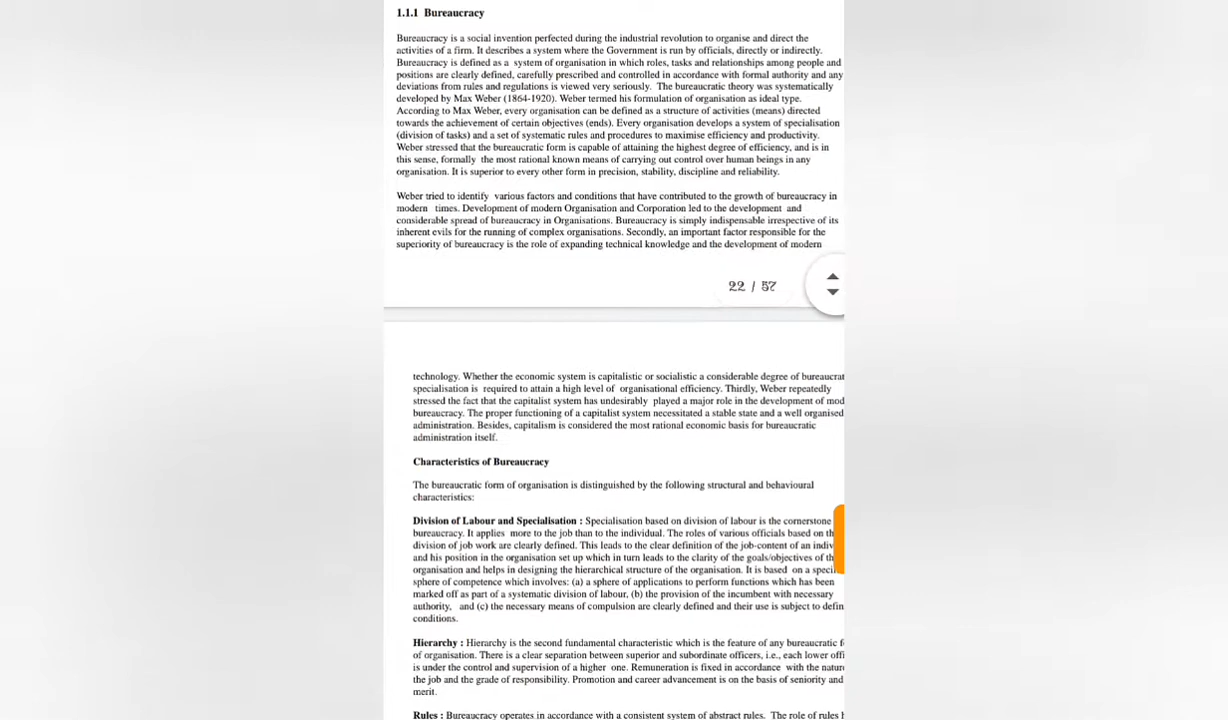 1.1.1 Bureaucracy
Bureaucracy is a social invention perfected during the industrial revolution to organise and direct the
activities of a firm. It describes a system where the Government is run by officials, directly or indirectly.
Bureaucracy is defined as a system of organisation in which roles, tasks and relationships among people and
positions are clearly defined, carefully prescribed and controlled in accordance with formal authority and any
deviations from rules and regulations is viewed very seriously. The bureaucratic theory was systematically
developed by Max Weber (1864-1920). Weber termed his formulation of organisation as ideal type.
According to Max Weber, every organisation can be defined as a structure of activities (means) directed
towards the achievement of certain objectives (ends). Every organisation develops a system of specialisation
(division of tasks) and a set of systematic rules and procedures to maximise efficiency and productivity.
Weber stressed that the bureaucratic form is capable of attaining the highest degree of efficiency, and is in
this sense, formally the most rational known means of carrying out control over human beings in any
organisation. It is superior to every other form in precision, stability, discipline and reliability.
Weber tried to identify various factors and conditions that have contributed to the growth of bureaucracy in
modern times. Development of modern Organisation and Corporation led to the development and
considerable spread of bureaucracy in Organisations. Bureaucracy is simply indispensable irrespective of its
inherent evils for the running of complex organisations. Secondly, an important factor responsible for the
superiority of bureaucracy is the role of expanding technical knowledge and the development of modern
22 / 57
technology. Whether the economic system is capitalistic or socialistic a considerable degree of bureaucrat
specialisation is required to attain a high level of organisational efficiency. Thirdly, Weber repeatedly
stressed the fact that the capitalist system has undesirably played a major role in the development of mod
bureaucracy. The proper functioning of a capitalist system necessitated a stable state and a well organised
administration. Besides, capitalism is considered the most rational economic basis for bureaucratic
administration itself.
Characteristics of Bureaucracy
The bureaucratic form of organisation is distinguished by the following structural and behavioural
characteristics:
Division of Labour and Specialisation : Specialisation based on division of labour is the cornerstone
bureaucracy. It applies more to the job than to the individual. The roles of various officials based on th
division of job work are clearly defined. This leads to the clear definition of the job-content of an indiv
and his position in the organisation set up which in turn leads to the clarity of the goals/objectives of th
organisation and helps in designing the hierarchical structure of the organisation. It is based on a speci
sphere of competence which involves: (a) a sphere of applications to perform functions which has been
marked off as part of a systematic division of labour, (b) the provision of the incumbent with necessary
authority, and (c) the necessary means of compulsion are clearly defined and their use is subject to defin
conditions.
Hierarchy : Hierarchy is the second fundamental characteristic which is the feature of any bureaucratic f
of organisation. There is a clear separation between superior and subordinate officers, i.e., each lower offi
is under the control and supervision of a higher one. Remuneration is fixed in accordance with the natur
the job and the grade of responsibility. Promotion and career advancement is on the basis of seniority and
merit.
Rules : Bureaucracy operates in accordance with a consistent system of abstract rules. The role of rules